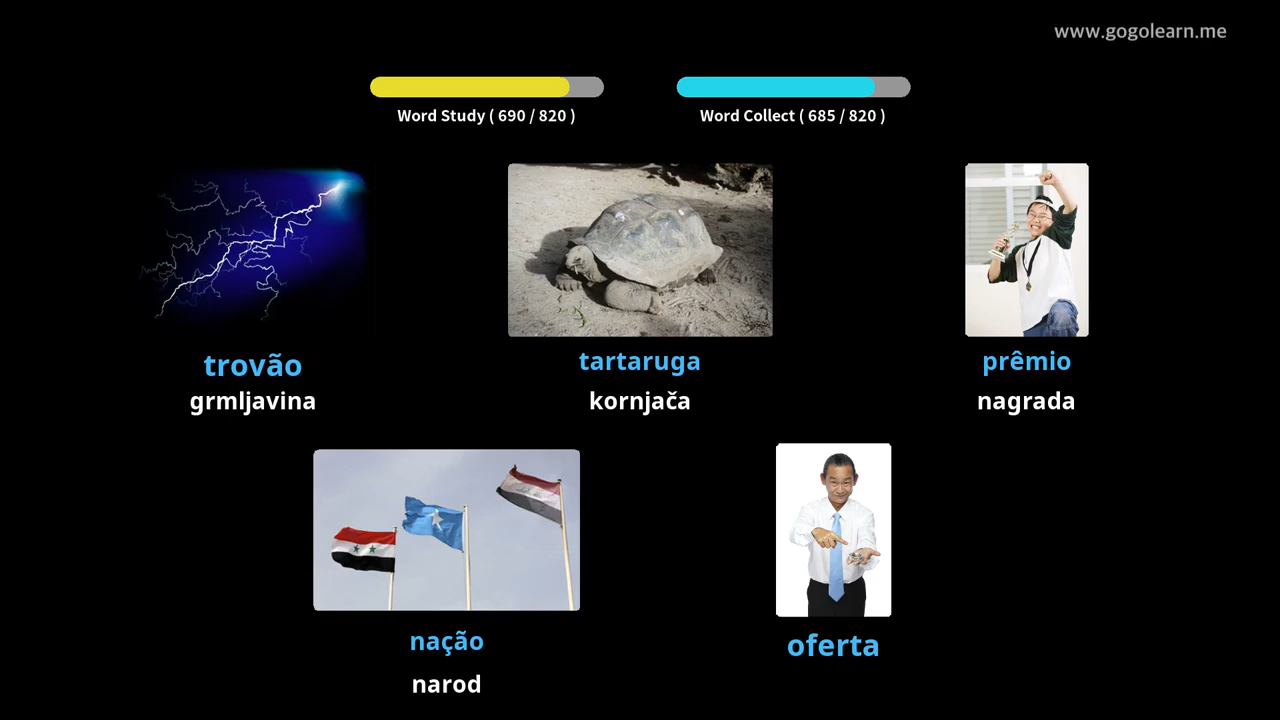 www.gogolearn.me
Word Study ( 690 / 820 )
Word Collect ( 685 / 820 )
trovão
grmljavina
tartaruga
kornjača
prêmio
nagrada
nação
narod
oferta